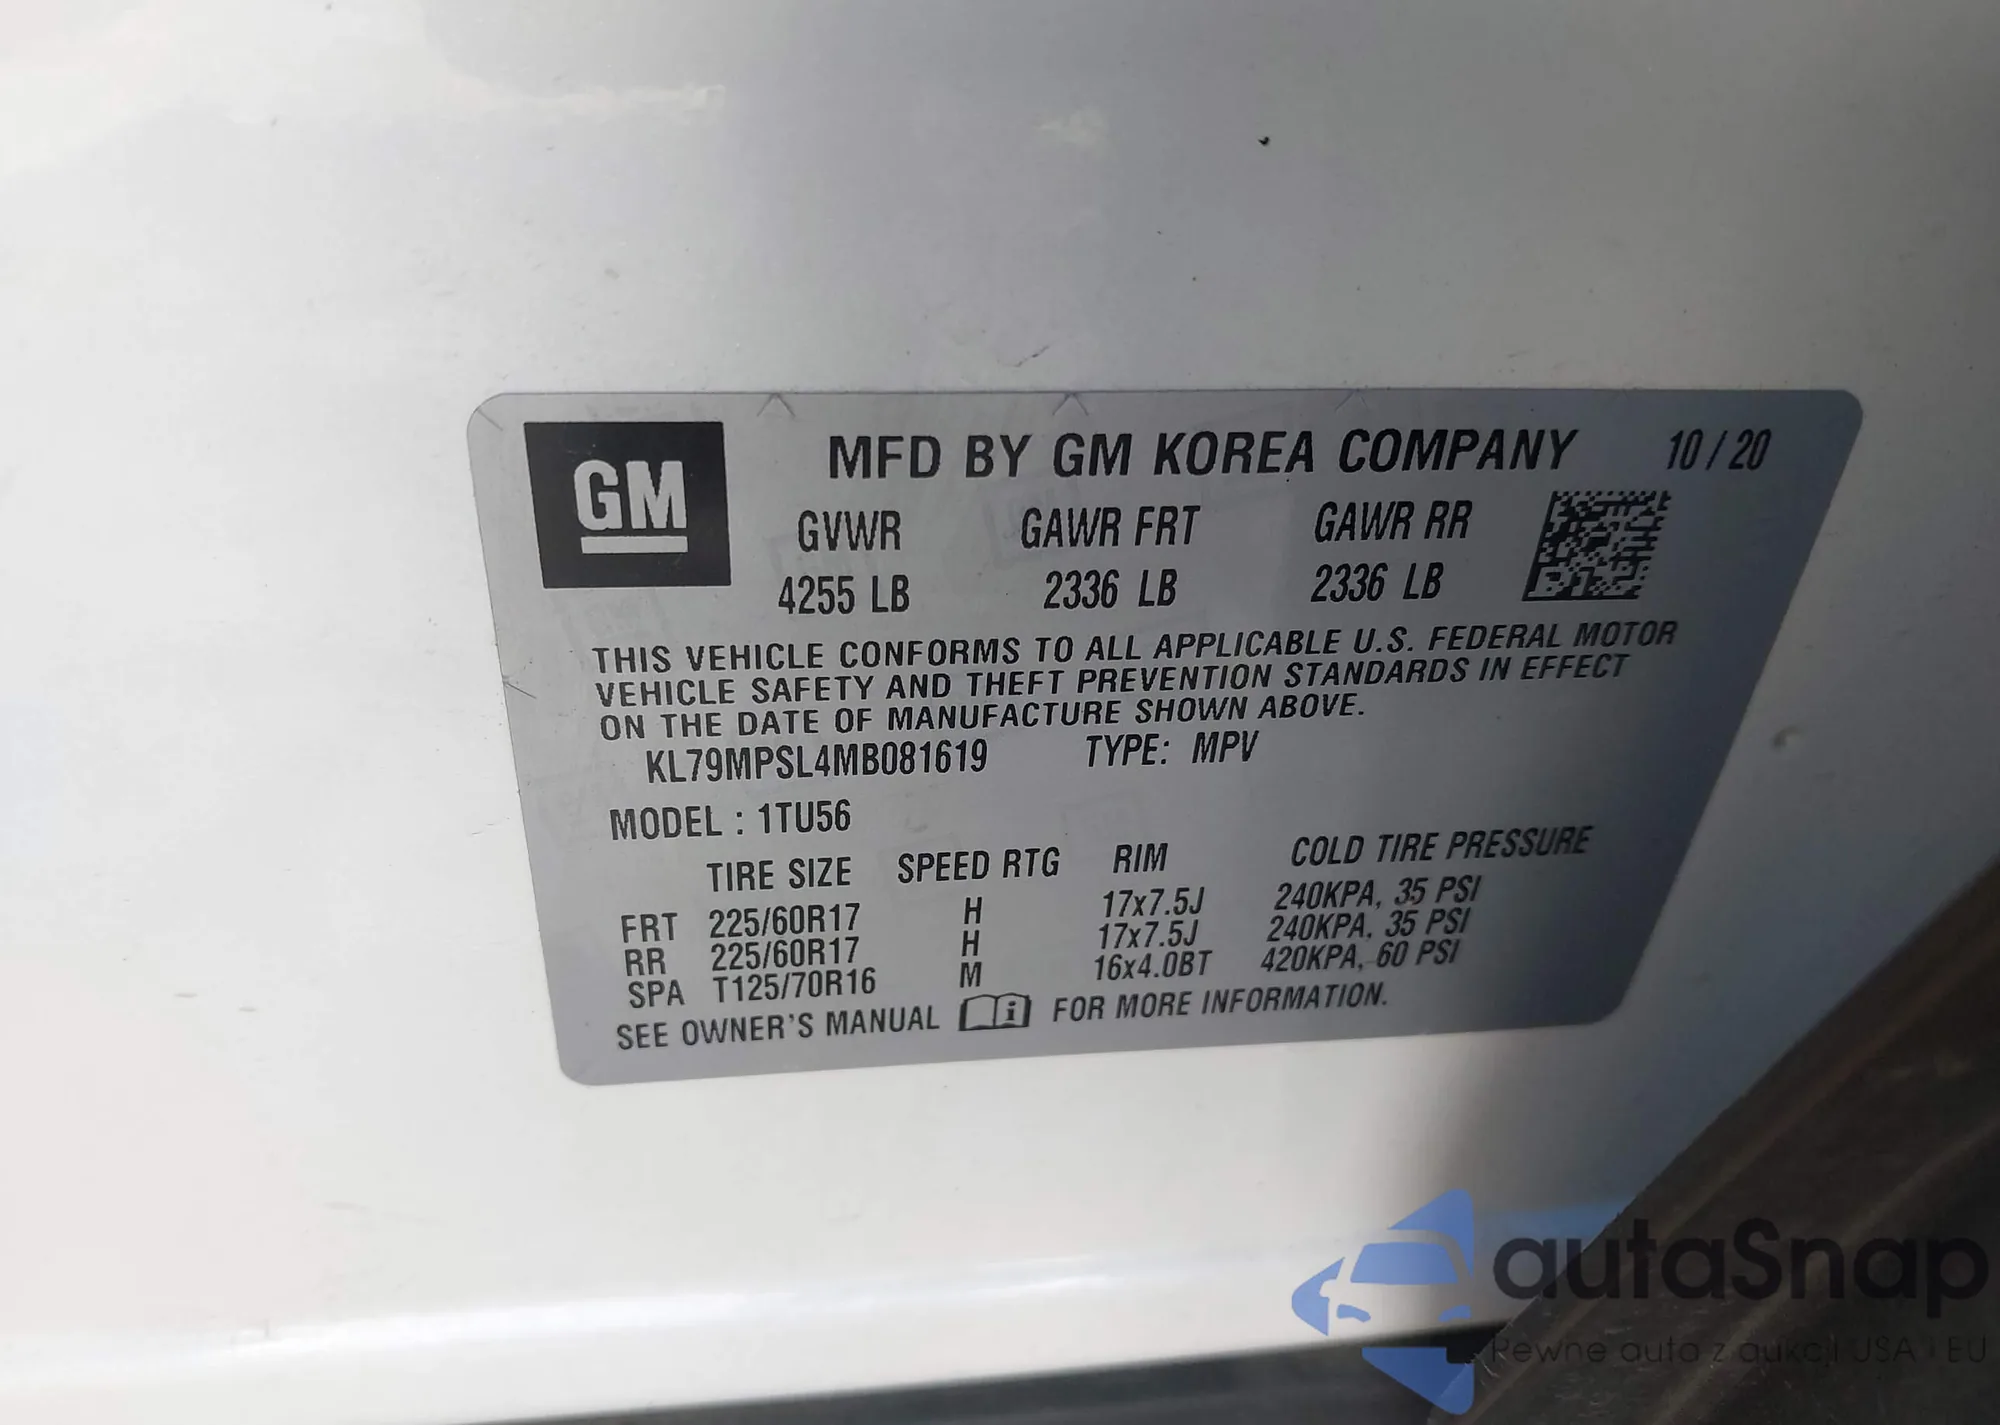 GM
MFD BY GM KOREA COMPANY 10/20
GVWR GAWR FRT GAWR RR
4255 LB 2336 LB 2336 LB
THIS VEHICLE CONFORMS TO ALL APPLICABLE U.S. FEDERAL MOTOR
VEHICLE SAFETY AND THEFT PREVENTION STANDARDS IN EFFECT
ON THE DATE OF MANUFACTURE SHOWN ABOVE.
KL79MPSL4MB081619 TYPE: MPV
MODEL : 1TU56
TIRE SIZE SPEED RTG RIM COLD TIRE PRESSURE
FRT 225/60R17 H 17x7.5J 240KPA, 35 PSI
RR 225/60R17 H 17x7.5J 240KPA, 35 PSI
SPA T125/70R16 M 16x4.0BT 420KPA, 60 PSI
SEE OWNER'S MANUAL FOR MORE INFORMATION.
autaSnap
Pewne auta z aukcji USA i EU